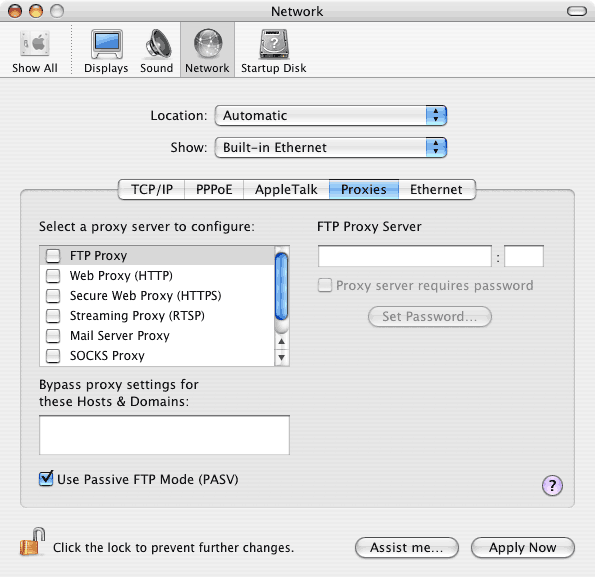 Network
Show All
Displays
Sound
Network
Startup Disk
Location: Automatic
Show: Built-in Ethernet
TCP/IP
PPPoE
AppleTalk
Proxies
Ethernet
Select a proxy server to configure:
FTP Proxy
Web Proxy (HTTP)
Secure Web Proxy (HTTPS)
Streaming Proxy (RTSP)
Mail Server Proxy
SOCKS Proxy
Bypass proxy settings for
these Hosts & Domains:
Use Passive FTP Mode (PASV)
FTP Proxy Server
:
Proxy server requires password
Set Password...
?
Click the lock to prevent further changes.
Assist me...
Apply Now